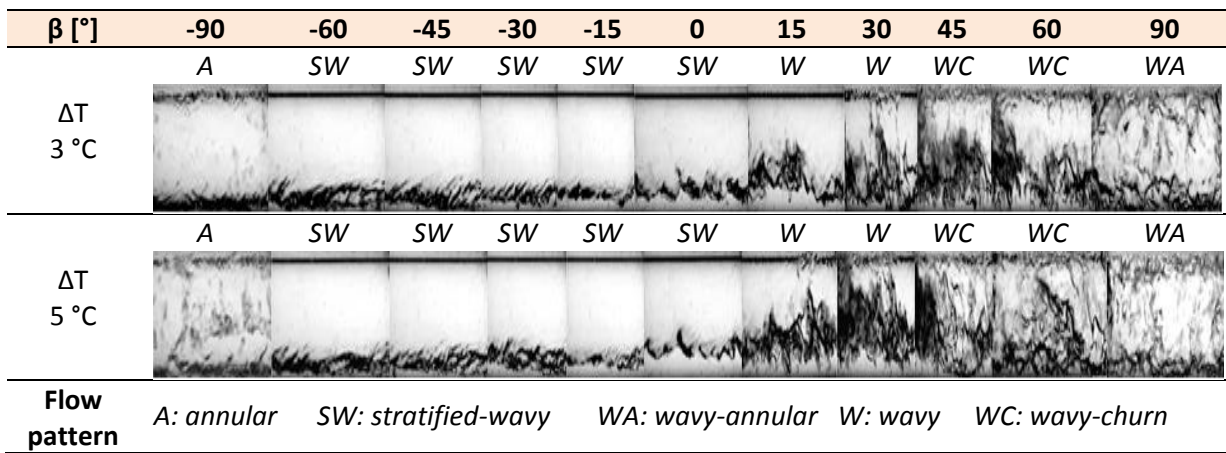 β [°] -90 -60 -45 -30 -15 0 15 30 45 60 90
A SW SW SW SW SW W W WC WC WA
ΔT
3 °C
A SW SW SW SW SW W W WC WC WA
ΔT
5 °C
Flow
pattern
A: annular SW: stratified-wavy WA: wavy-annular W: wavy WC: wavy-churn